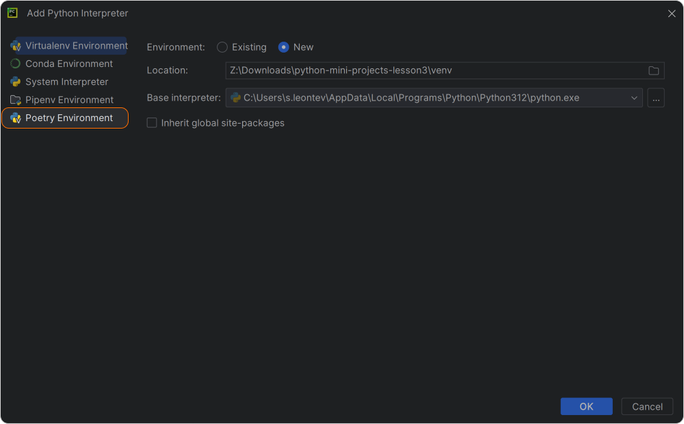 PC Add Python Interpreter
Virtualenv Environment
Conda Environment
System Interpreter
Pipenv Environment
Poetry Environment
Environment: Existing New
Location: Z:\Downloads\python-mini-projects-lesson3\venv
Base interpreter: C:\Users\s.leontev\AppData\Local\Programs\Python\Python312\python.exe ...
Inherit global site-packages
OK Cancel